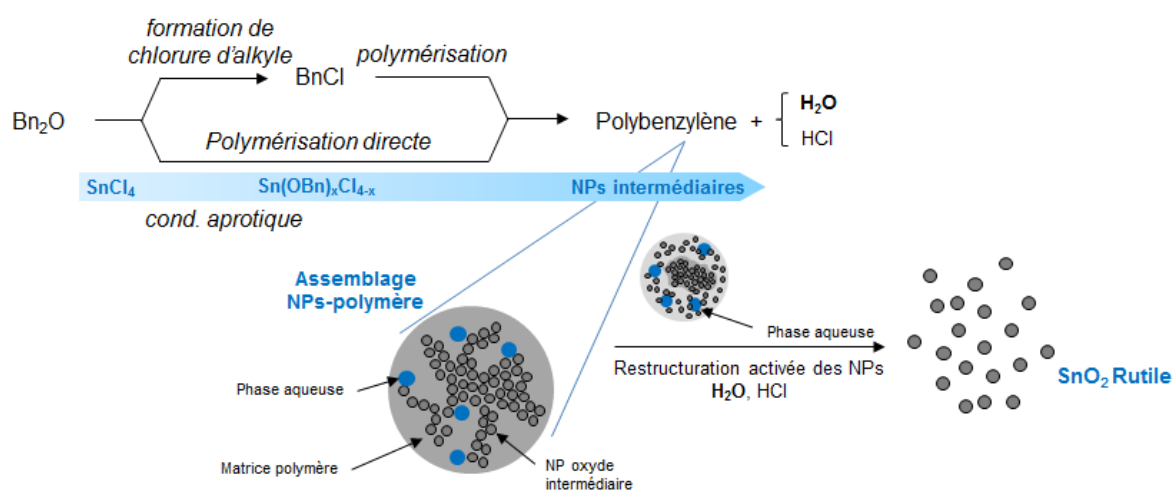 formation de
chlorure d'alkyle
polymérisation
BnCl
Bn₂O
Polymérisation directe
Polybenzylène +
H₂O
HCl
SnCl₄
Sn(OBn)ₓCl₄₋ₓ
NPs intermédiaires
cond. aprotique
Assemblage
NPs-polymère
Phase aqueuse
Matrice polymère
NP oxyde
intermédiaire
Phase aqueuse
Restructuration activée des NPs
H₂O, HCl
SnO₂ Rutile